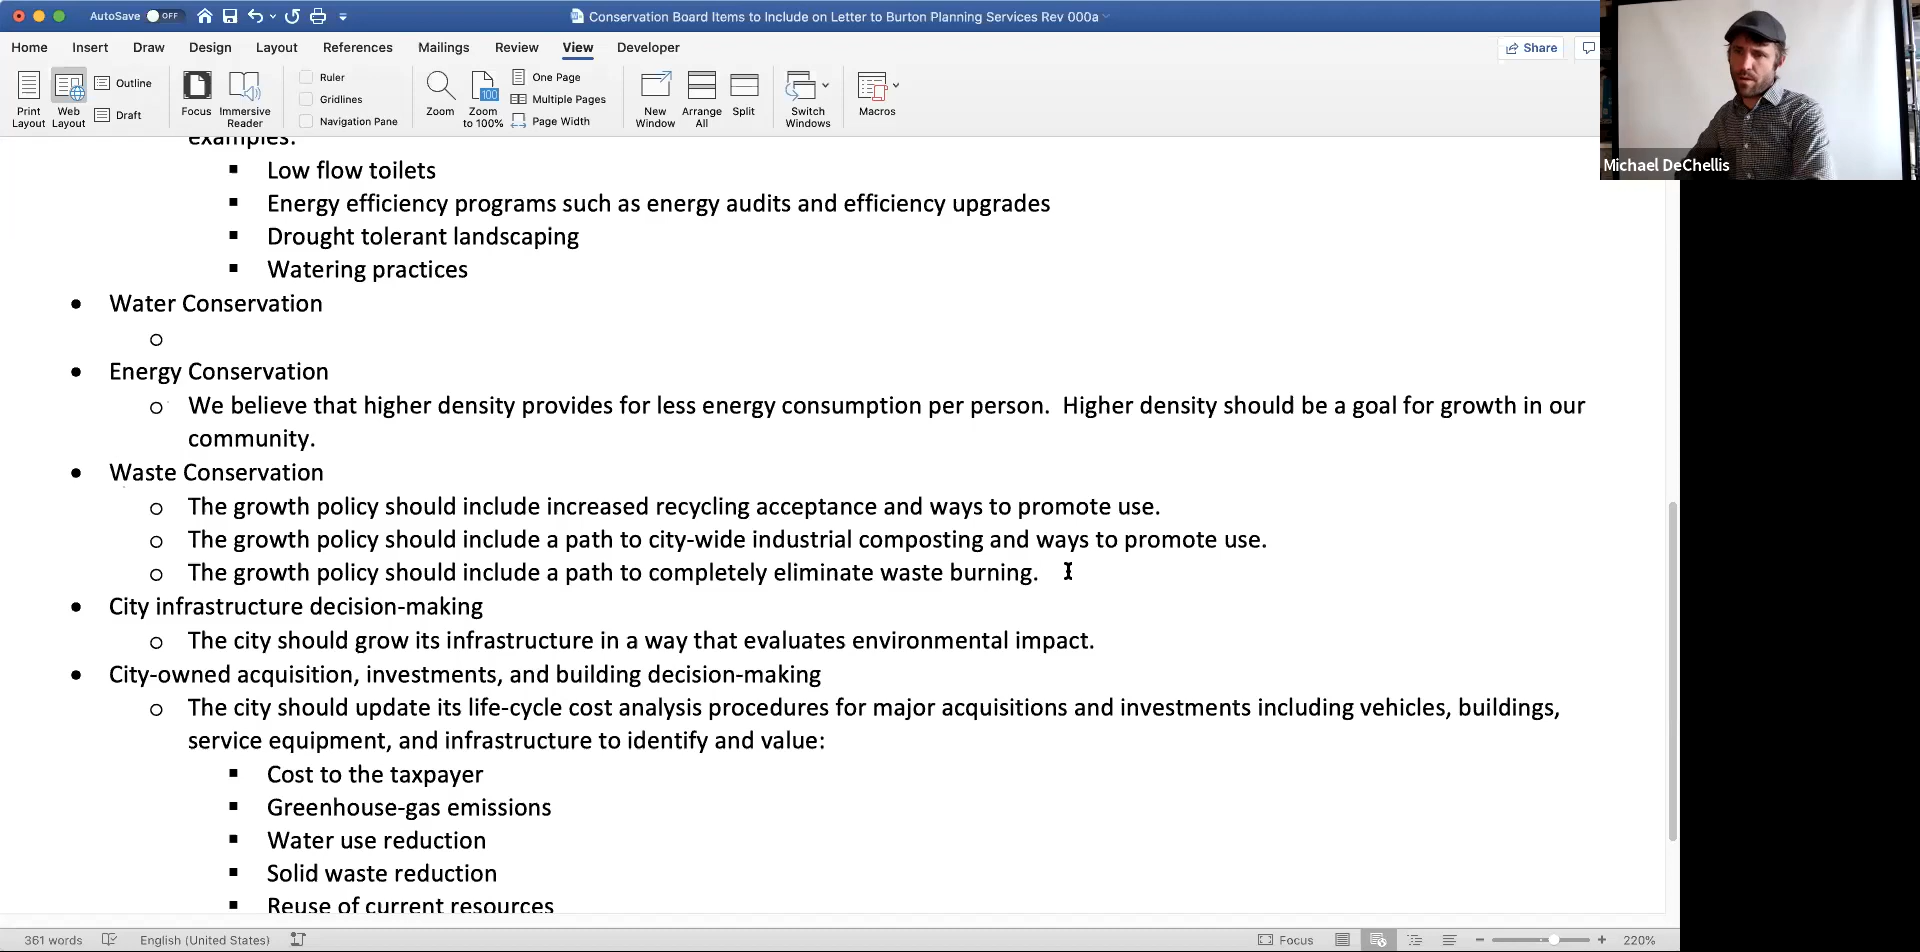 AutoSave OFF
Conservation Board Items to Include on Letter to Burton Planning Services Rev 000a
Home Insert Draw Design Layout References Mailings Review View Developer Share
Print Layout
Web Layout
Outline
Draft
Focus
Immersive Reader
Ruler
Gridlines
Navigation Pane
Zoom
Zoom to 100%
100
One Page
Multiple Pages
Page Width
New Window
Arrange All
Split
Switch Windows
Macros
Michael DeChellis
examples:
▪ Low flow toilets
▪ Energy efficiency programs such as energy audits and efficiency upgrades
▪ Drought tolerant landscaping
▪ Watering practices
• Water Conservation
○
• Energy Conservation
○ We believe that higher density provides for less energy consumption per person.  Higher density should be a goal for growth in our
community.
• Waste Conservation
○ The growth policy should include increased recycling acceptance and ways to promote use.
○ The growth policy should include a path to city-wide industrial composting and ways to promote use.
○ The growth policy should include a path to completely eliminate waste burning.
• City infrastructure decision-making
○ The city should grow its infrastructure in a way that evaluates environmental impact.
• City-owned acquisition, investments, and building decision-making
○ The city should update its life-cycle cost analysis procedures for major acquisitions and investments including vehicles, buildings,
service equipment, and infrastructure to identify and value:
▪ Cost to the taxpayer
▪ Greenhouse-gas emissions
▪ Water use reduction
▪ Solid waste reduction
▪ Reuse of current resources
361 words English (United States) Focus 220%